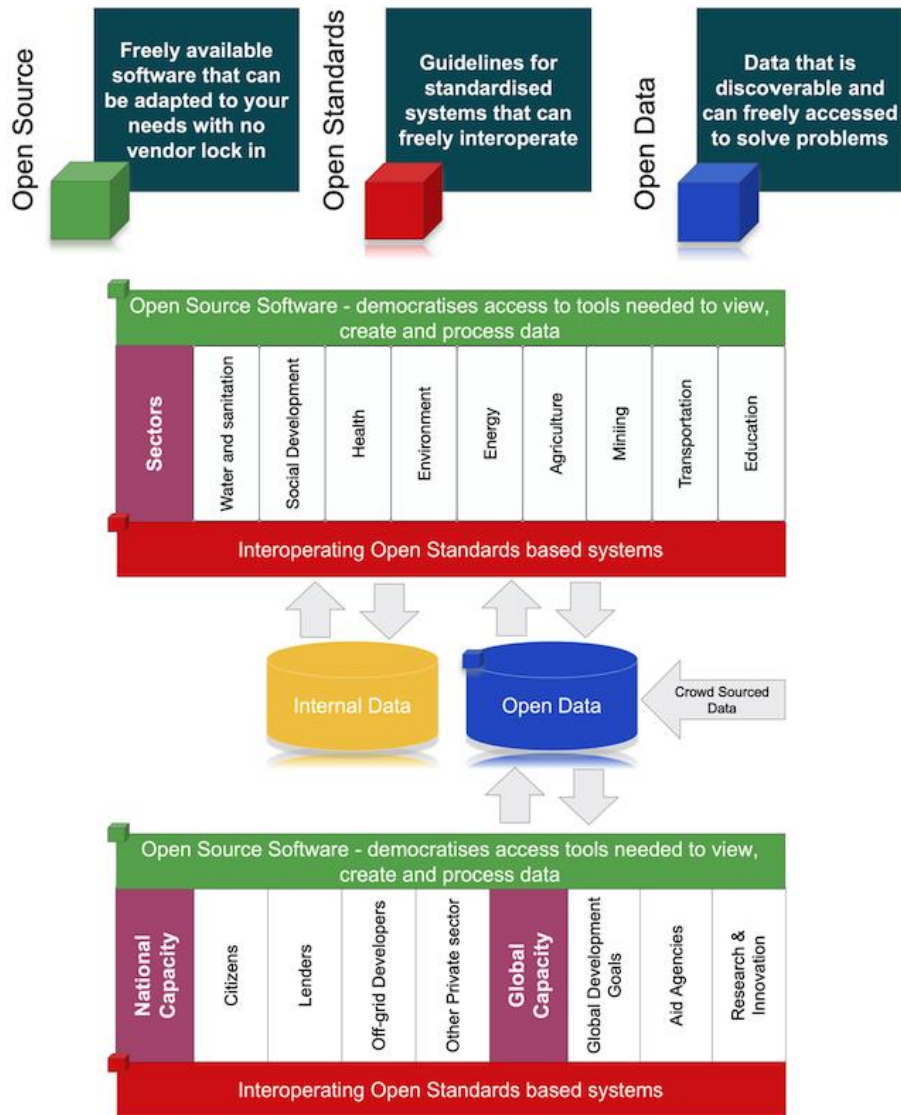 Open Source
Freely available
software that can
be adapted to your
needs with no
vendor lock in
Open Standards
Guidelines for
standardised
systems that can
freely interoperate
Open Data
Data that is
discoverable and
can freely accessed
to solve problems
Open Source Software - democratises access to tools needed to view,
create and process data
Sectors
Water and sanitation
Social Development
Health
Environment
Energy
Agriculture
Miniing
Transportation
Education
Interoperating Open Standards based systems
Internal Data
Open Data
Crowd Sourced
Data
Open Source Software - democratises access tools needed to view,
create and process data
National
Capacity
Citizens
Lenders
Off-grid Developers
Other Private sector
Global
Capacity
Global Development
Goals
Aid Agencies
Research &
Innovation
Interoperating Open Standards based systems